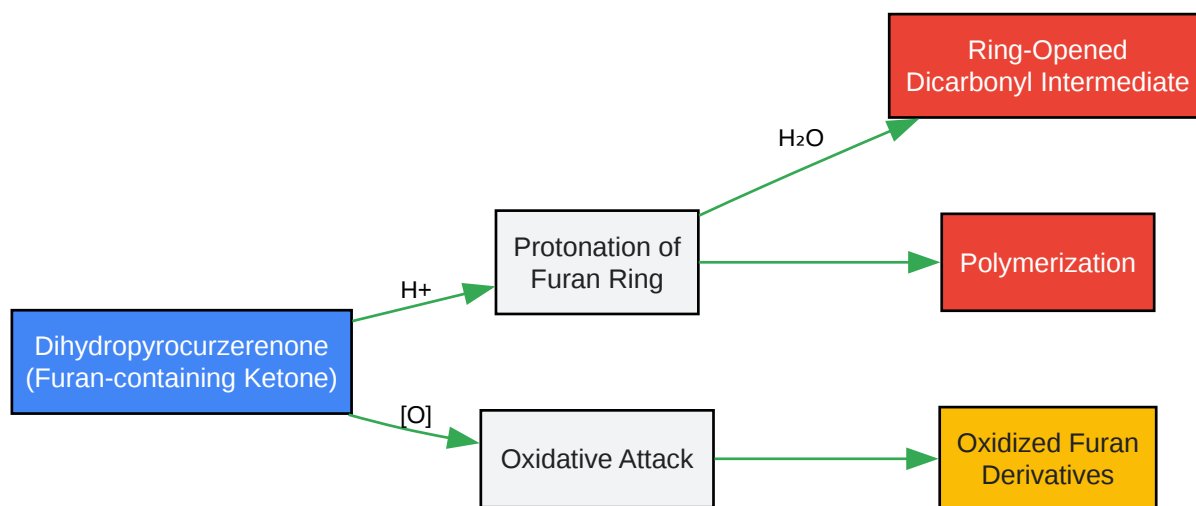 Ring-Opened
Dicarbonyl Intermediate
H₂O
Protonation of
Furan Ring
Polymerization
H+
Dihydropyrocurzerenone
(Furan-containing Ketone)
[O]
Oxidative Attack
Oxidized Furan
Derivatives